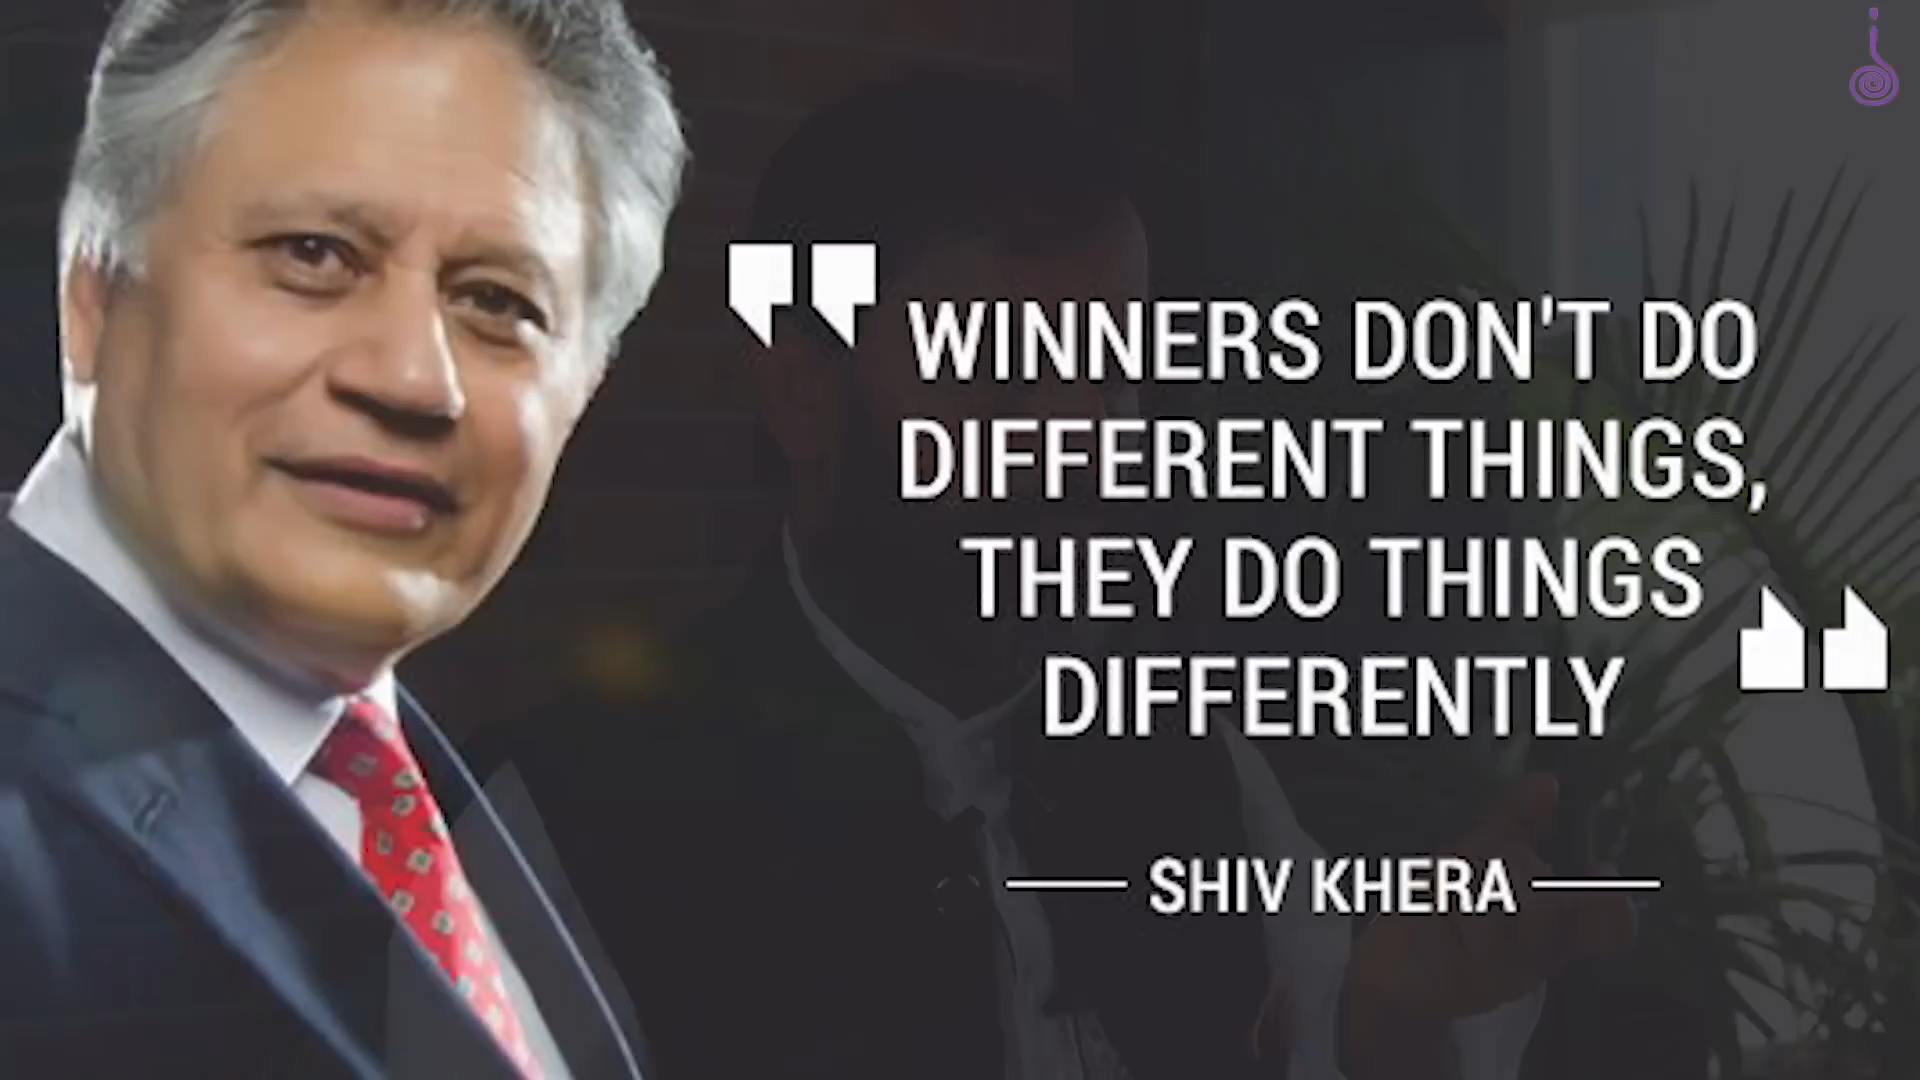 WINNERS DON'T DO
DIFFERENT THINGS,
THEY DO THINGS
DIFFERENTLY
SHIV KHERA